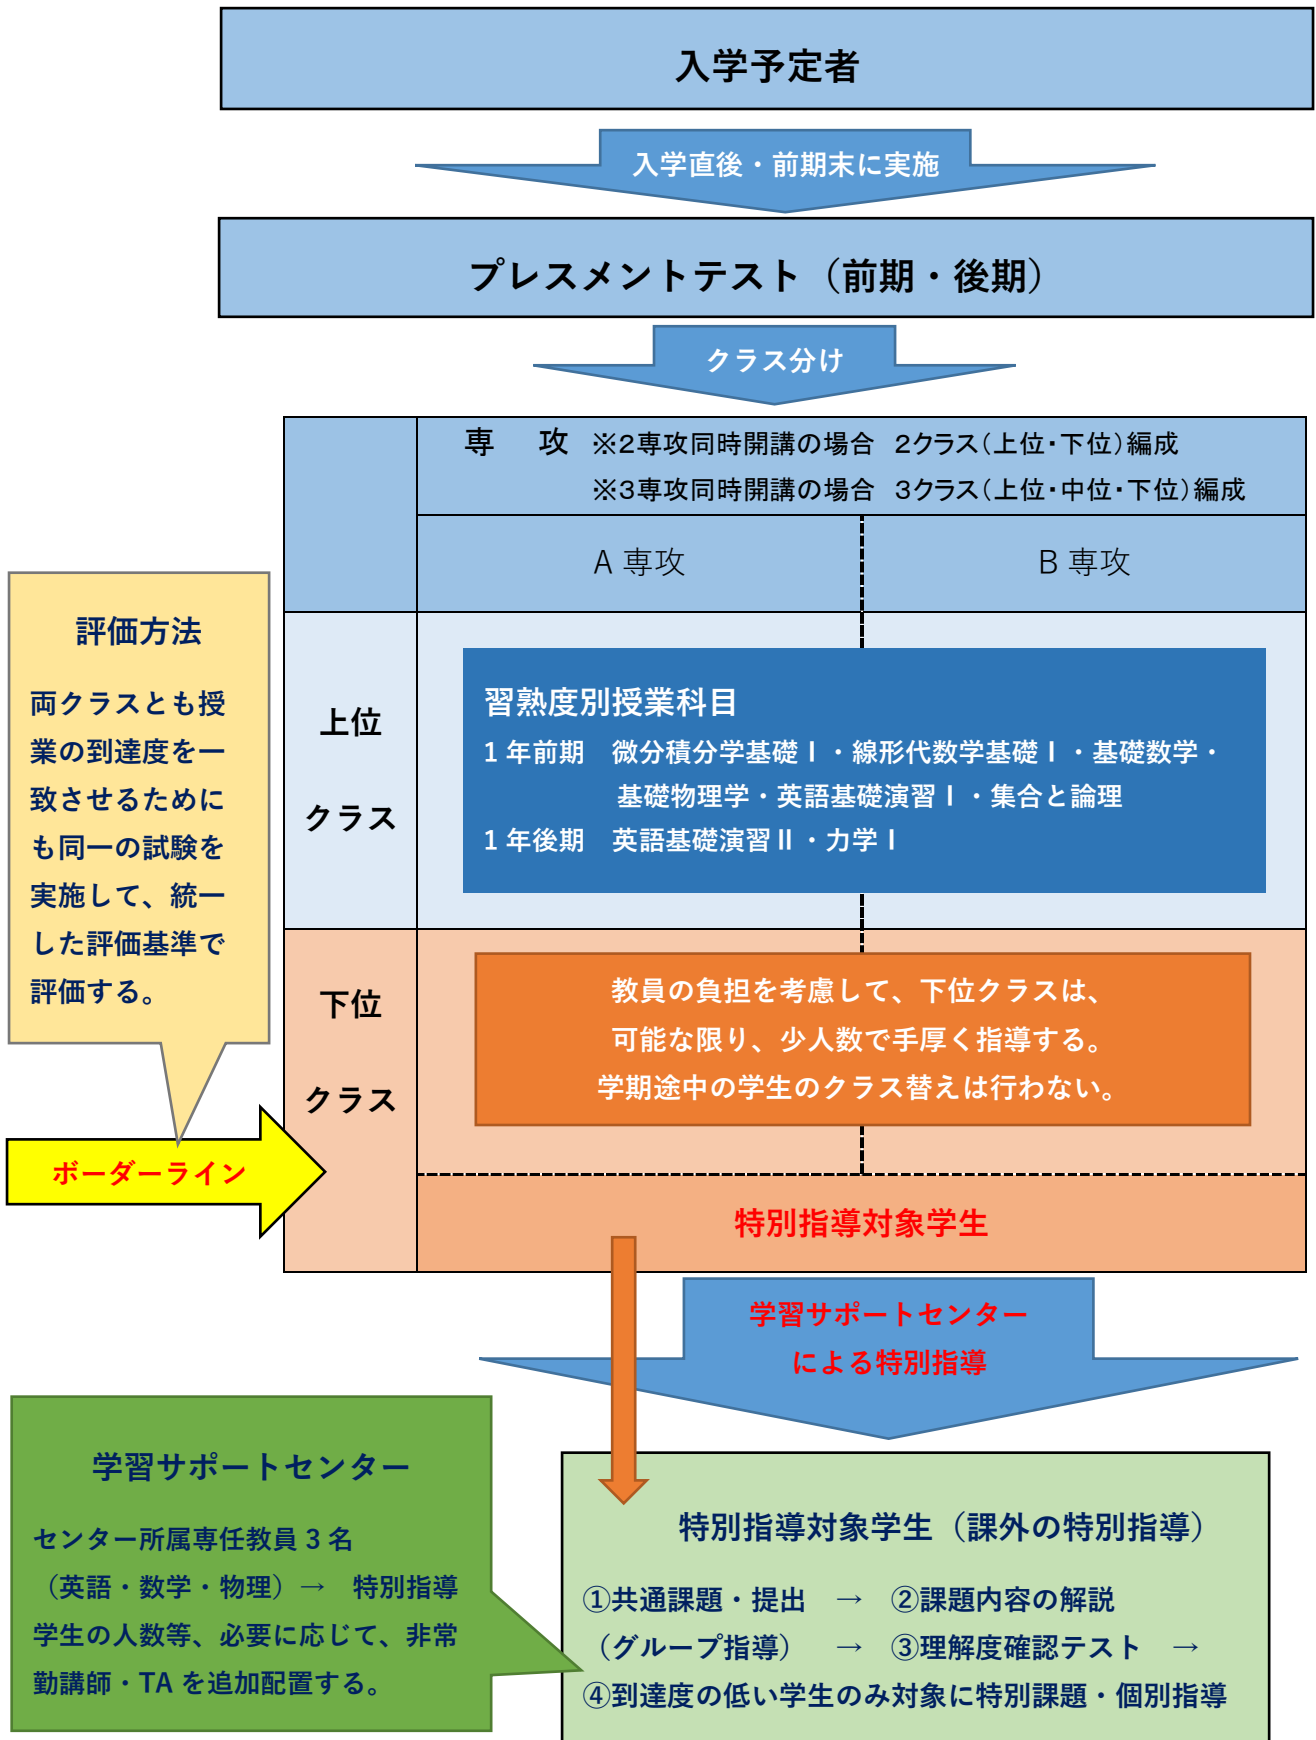 入学予定者
入学直後・前期末に実施
プレスメントテスト（前期・後期）
クラス分け
専　攻 ※2専攻同時開講の場合 2クラス(上位・下位)編成
※3専攻同時開講の場合 3クラス(上位・中位・下位)編成
A 専攻
B 専攻
評価方法
両クラスとも授
業の到達度を一
致させるために
も同一の試験を
実施して、統一
した評価基準で
評価する。
上位
クラス
習熟度別授業科目
1 年前期　微分積分学基礎Ⅰ・線形代数学基礎Ⅰ・基礎数学・
基礎物理学・英語基礎演習Ⅰ・集合と論理
1 年後期　英語基礎演習Ⅱ・力学Ⅰ
下位
クラス
教員の負担を考慮して、下位クラスは、
可能な限り、少人数で手厚く指導する。
学期途中の学生のクラス替えは行わない。
ボーダーライン
特別指導対象学生
学習サポートセンター
による特別指導
学習サポートセンター
センター所属専任教員 3 名
（英語・数学・物理）→　特別指導
学生の人数等、必要に応じて、非常
勤講師・TA を追加配置する。
特別指導対象学生（課外の特別指導）
①共通課題・提出　→　②課題内容の解説
（グループ指導）　→　③理解度確認テスト　→
④到達度の低い学生のみ対象に特別課題・個別指導